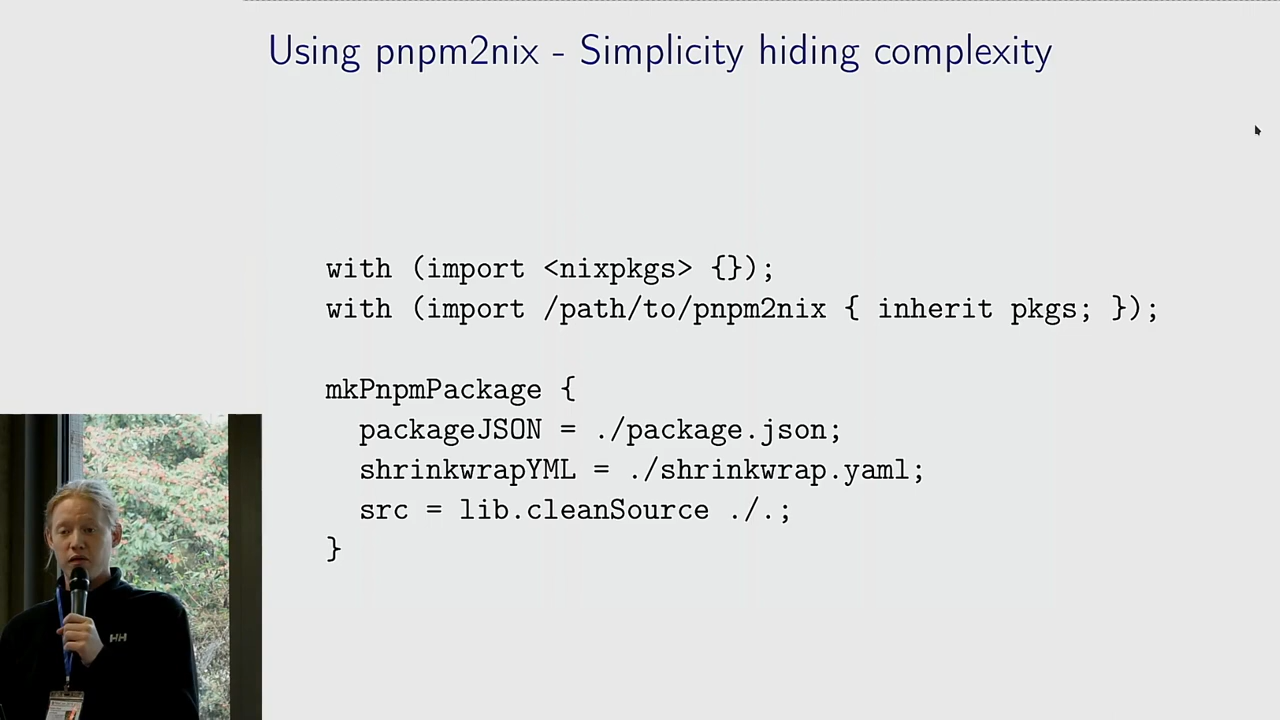 Using pnpm2nix - Simplicity hiding complexity
with (import <nixpkgs> {});
with (import /path/to/pnpm2nix { inherit pkgs; });
mkPnpmPackage {
  packageJSON = ./package.json;
  shrinkwrapYML = ./shrinkwrap.yaml;
  src = lib.cleanSource ./.;
}
HH